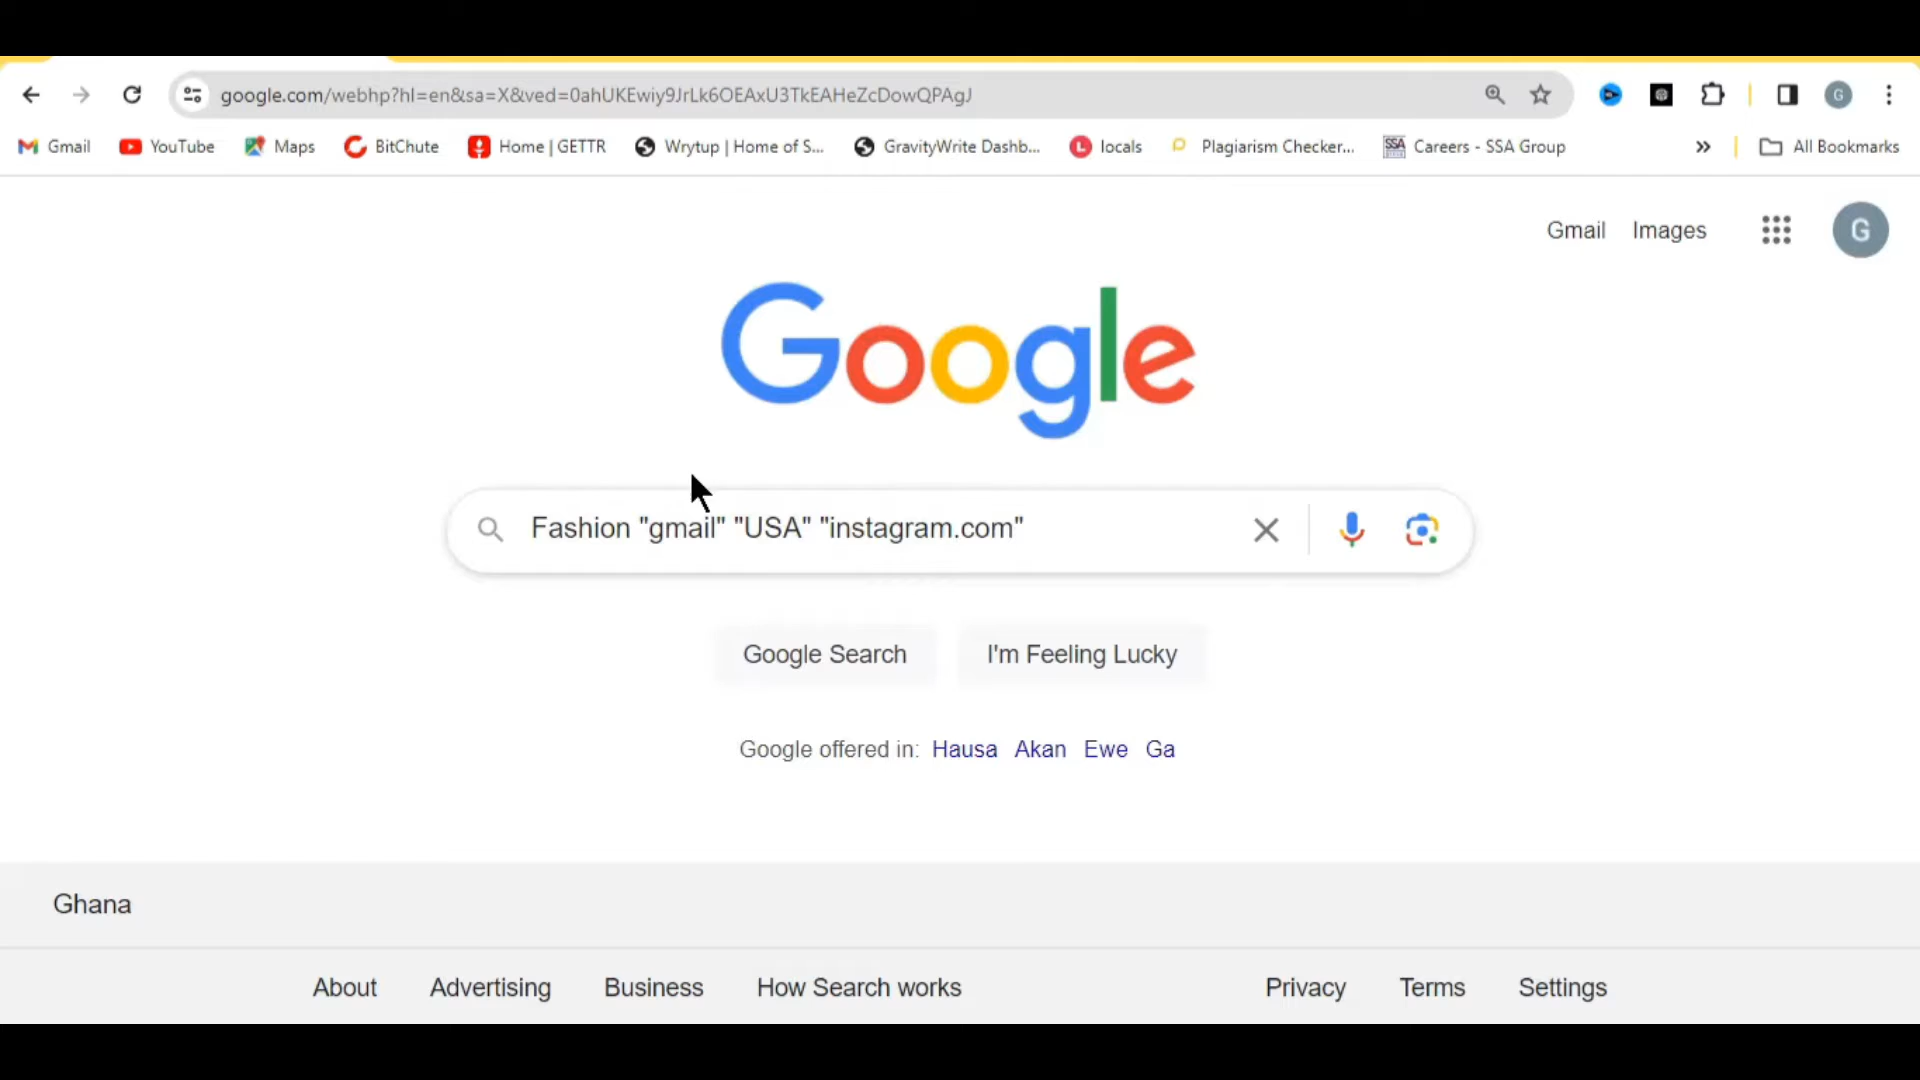 google.com/webhp?hl=en&sa=X&ved=0ahUKEwiy9JrLk6OEAxU3TkEAHeZcDowQPAgJ
G
Gmail YouTube Maps BitChute Home | GETTR Wrytup | Home of S... GravityWrite Dashb... L locals P Plagiarism Checker... SSA Careers - SSA Group » All Bookmarks
Gmail Images G
Google
Fashion "gmail" "USA" "instagram.com"
Google Search I'm Feeling Lucky
Google offered in: Hausa Akan Ewe Ga
Ghana
About Advertising Business How Search works Privacy Terms Settings